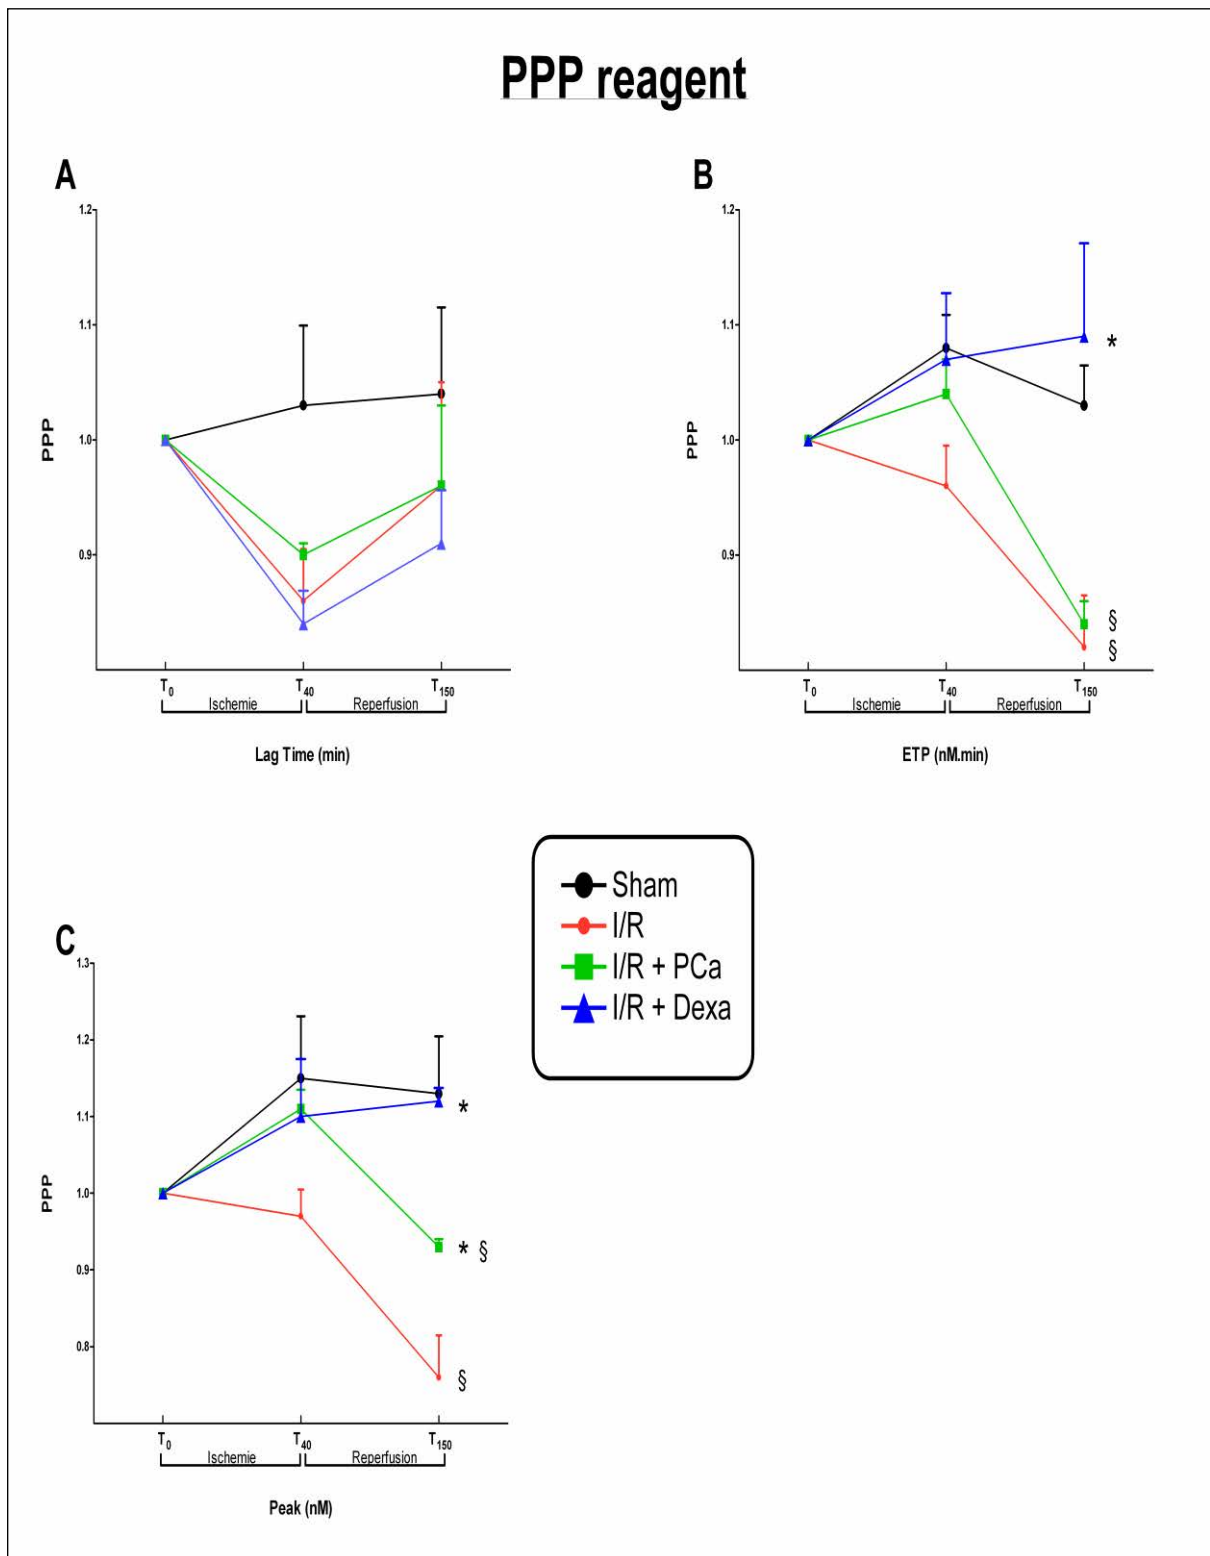 PPP reagent
A
1.2
1.1
1.0
0.9
PPP
T0 T40 T150
Ischemie Reperfusion
Lag Time (min)
B
1.2
1.1
1.0
0.9
PPP
*
§
§
T0 T40 T150
Ischemie Reperfusion
ETP (nM.min)
Sham
I/R
I/R + PCa
I/R + Dexa
C
1.3
1.2
1.1
1.0
0.9
0.8
PPP
*
* §
§
T0 T40 T150
Ischemie Reperfusion
Peak (nM)